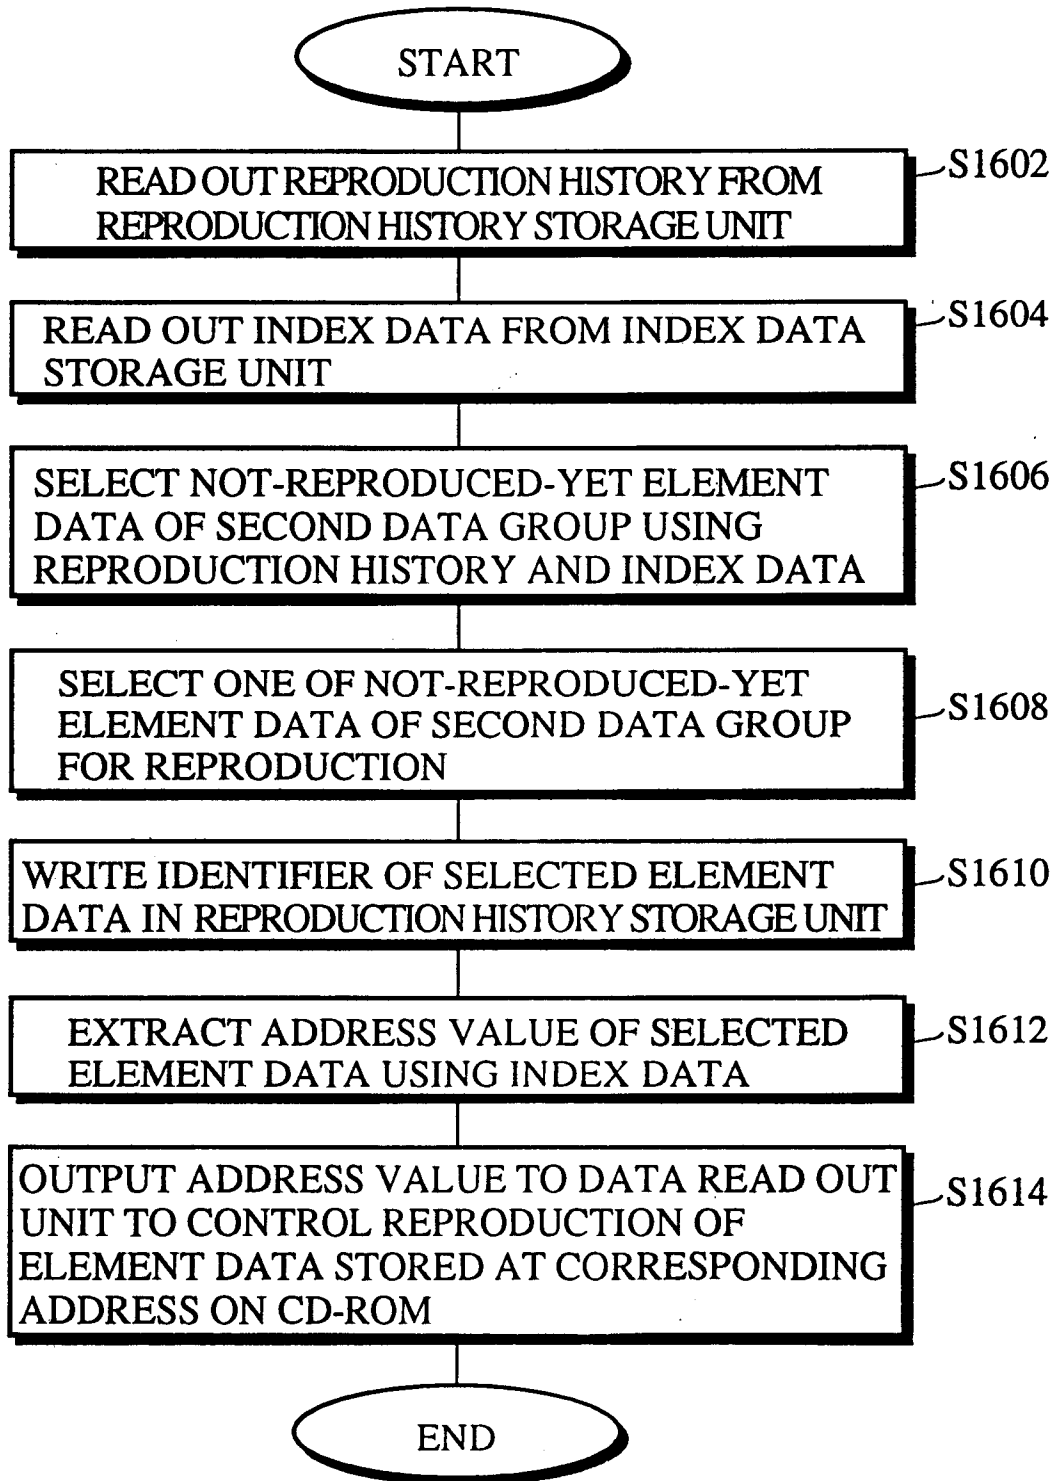 START
READ OUT REPRODUCTION HISTORY FROM
REPRODUCTION HISTORY STORAGE UNIT
S1602
READ OUT INDEX DATA FROM INDEX DATA
STORAGE UNIT
S1604
SELECT NOT-REPRODUCED-YET ELEMENT
DATA OF SECOND DATA GROUP USING
REPRODUCTION HISTORY AND INDEX DATA
S1606
SELECT ONE OF NOT-REPRODUCED-YET
ELEMENT DATA OF SECOND DATA GROUP
FOR REPRODUCTION
S1608
WRITE IDENTIFIER OF SELECTED ELEMENT
DATA IN REPRODUCTION HISTORY STORAGE UNIT
S1610
EXTRACT ADDRESS VALUE OF SELECTED
ELEMENT DATA USING INDEX DATA
S1612
OUTPUT ADDRESS VALUE TO DATA READ OUT
UNIT TO CONTROL REPRODUCTION OF
ELEMENT DATA STORED AT CORRESPONDING
ADDRESS ON CD-ROM
S1614
END